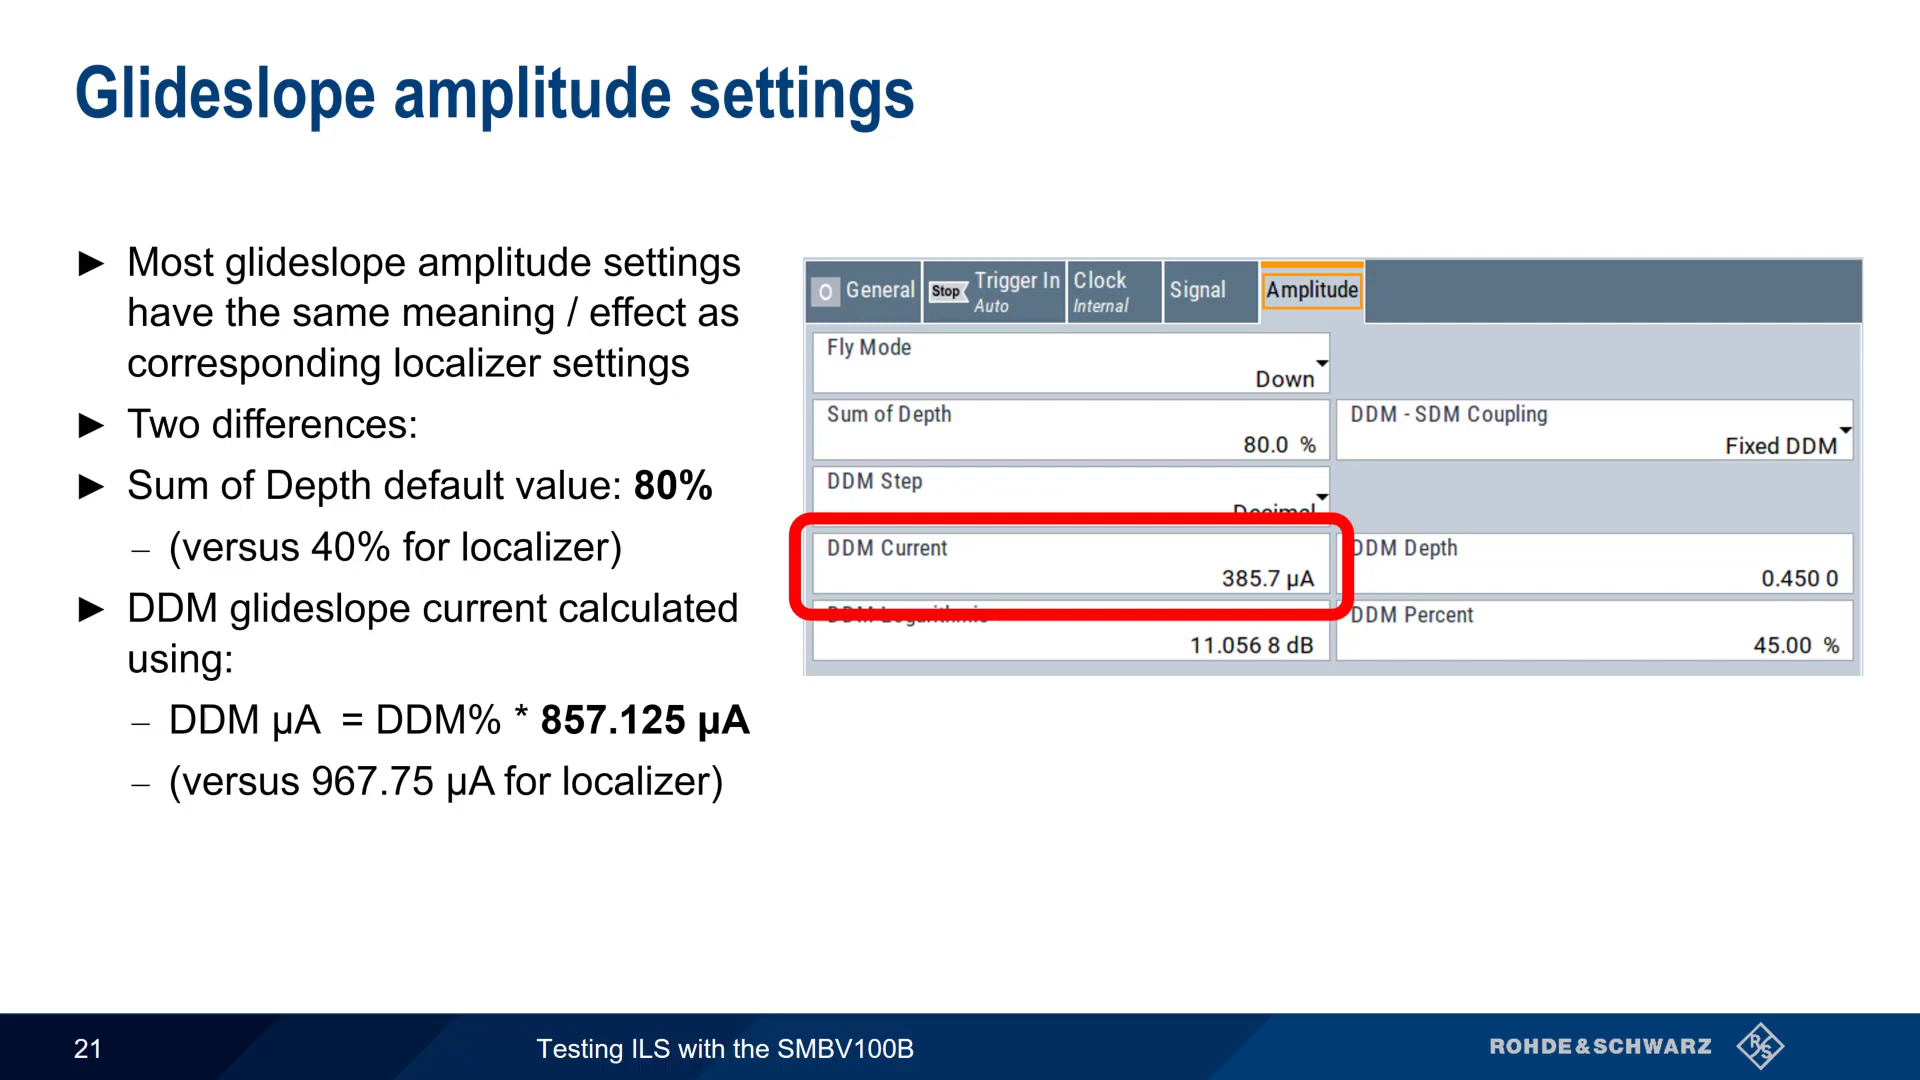 Glideslope amplitude settings
► Most glideslope amplitude settings
have the same meaning / effect as
corresponding localizer settings
► Two differences:
► Sum of Depth default value: 80%
– (versus 40% for localizer)
► DDM glideslope current calculated
using:
– DDM µA = DDM% * 857.125 µA
– (versus 967.75 µA for localizer)
General
Stop
Trigger In
Auto
Clock
Internal
Signal
Amplitude
Fly Mode
Down
Sum of Depth
80.0 %
DDM - SDM Coupling
Fixed DDM
DDM Step
Decimal
DDM Current
385.7 µA
DDM Depth
0.450 0
DDM Logarithmic
11.056 8 dB
DDM Percent
45.00 %
21
Testing ILS with the SMBV100B
ROHDE&SCHWARZ
R&S